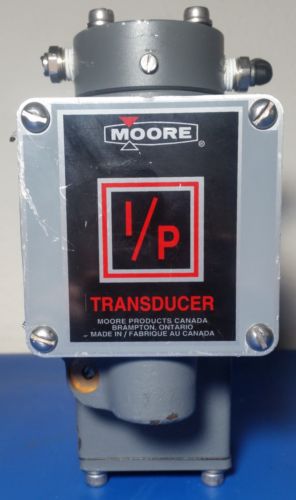 MOORE ®
I/P
TRANSDUCER
MOORE PRODUCTS CANADA
BRAMPTON, ONTARIO
MADE IN / FABRIQUE AU CANADA